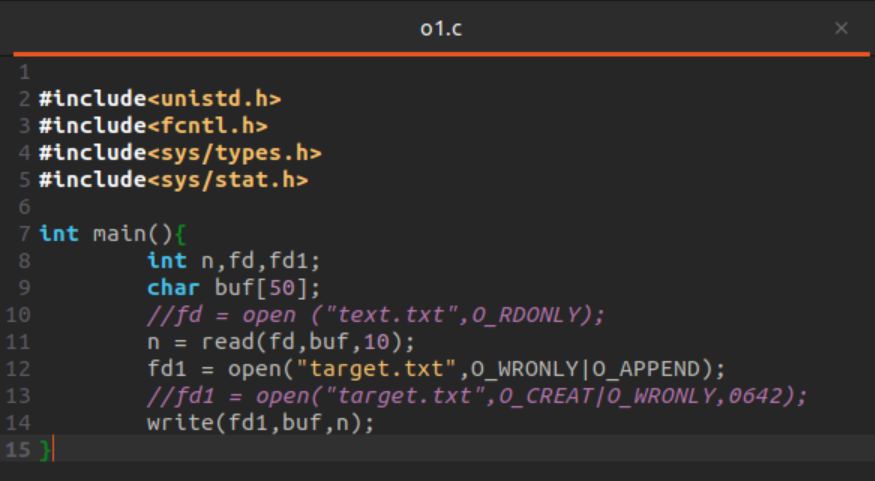 o1.c ×
1
2 #include<unistd.h>
3 #include<fcntl.h>
4 #include<sys/types.h>
5 #include<sys/stat.h>
6
7 int main(){
8 int n,fd,fd1;
9 char buf[50];
10 //fd = open ("text.txt",O_RDONLY);
11 n = read(fd,buf,10);
12 fd1 = open("target.txt",O_WRONLY|O_APPEND);
13 //fd1 = open("target.txt",O_CREAT|O_WRONLY,0642);
14 write(fd1,buf,n);
15 }